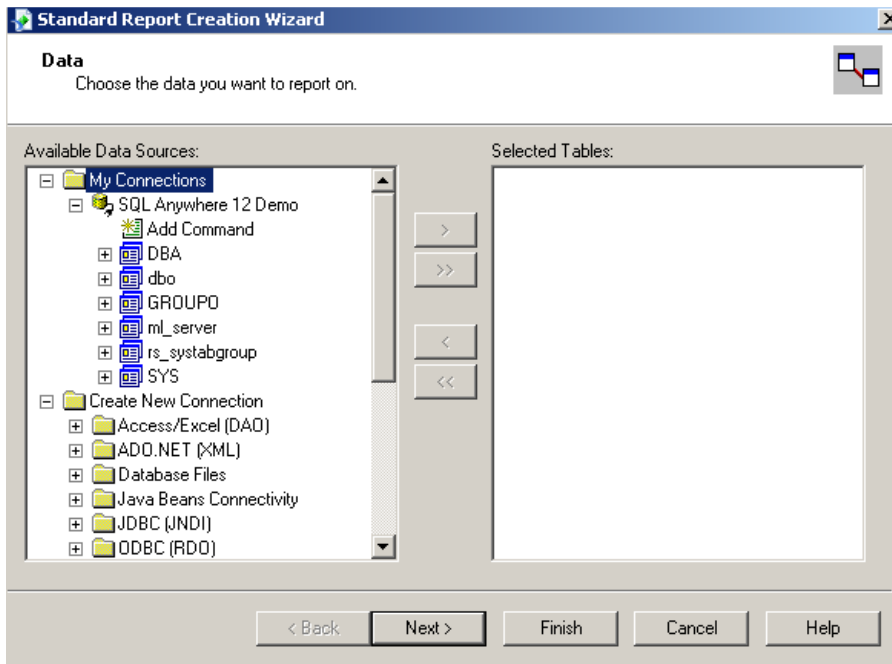 Standard Report Creation Wizard
Data
Choose the data you want to report on.
Available Data Sources:
Selected Tables:
My Connections
SQL Anywhere 12 Demo
Add Command
DBA
dbo
GROUPO
ml_server
rs_systabgroup
SYS
Create New Connection
Access/Excel (DAO)
ADO.NET (XML)
Database Files
Java Beans Connectivity
JDBC (JNDI)
ODBC (RDO)
>
>>
<
<<
< Back
Next >
Finish
Cancel
Help